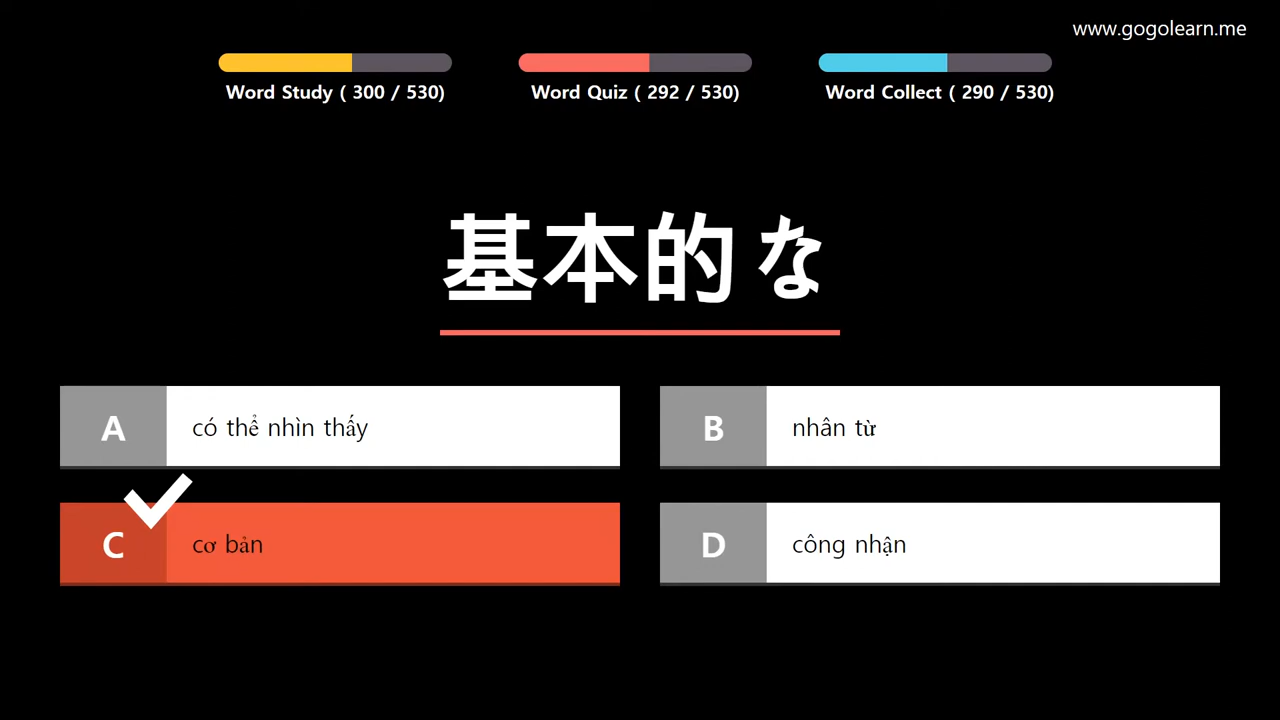 www.gogolearn.me
Word Study ( 300 / 530)
Word Quiz ( 292 / 530)
Word Collect ( 290 / 530)
基本的な
A có thể nhìn thấy
B nhân từ
C cơ bản
D công nhận